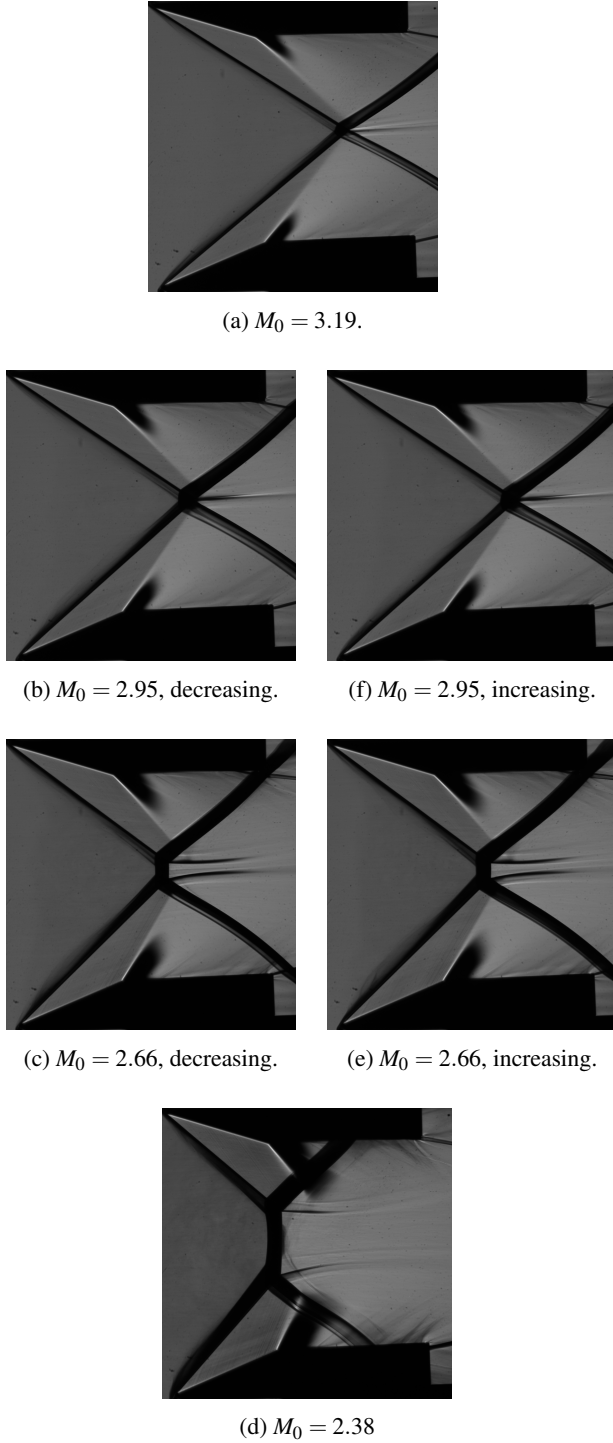 (a) M₀ = 3.19.
(b) M₀ = 2.95, decreasing.
(f) M₀ = 2.95, increasing.
(c) M₀ = 2.66, decreasing.
(e) M₀ = 2.66, increasing.
(d) M₀ = 2.38